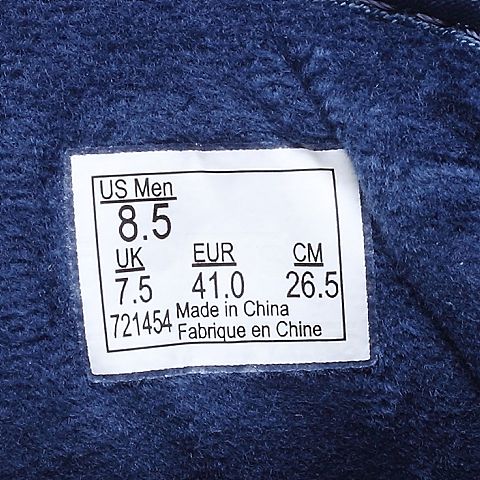 US Men
8.5
UK EUR CM
7.5 41.0 26.5
721454 Made in China
Fabrique en Chine